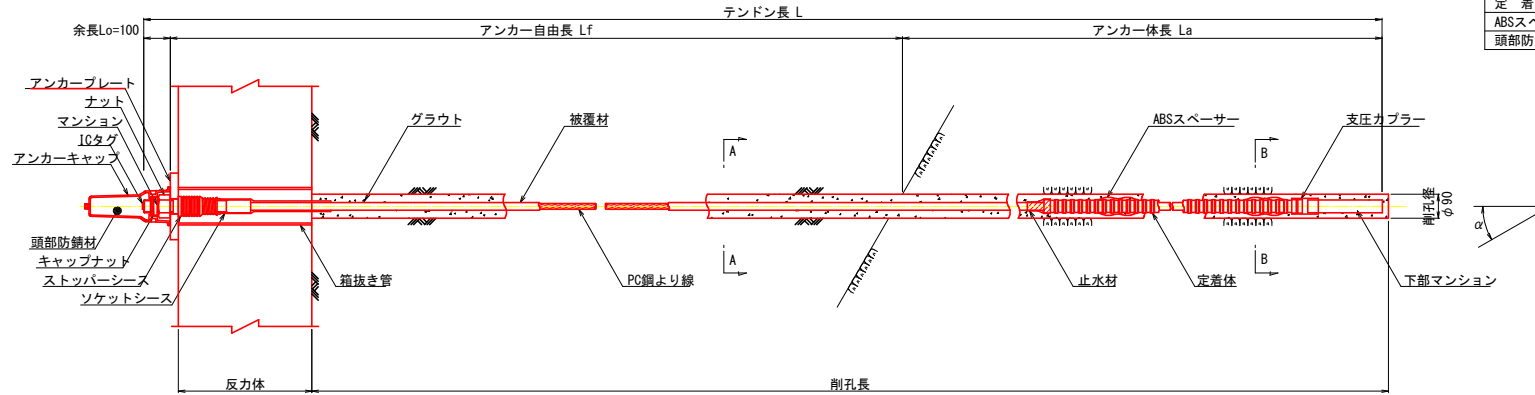 テンドン長 L
余長Lo=100
アンカー自由長 Lf
アンカー体長 La
定 着
ABSスペ
頭部防
アンカープレート
ナット
マンション
ICタグ
アンカーキャップ
グラウト
被覆材
A
ABSスペーサー
B
支圧カプラー
削孔径
φ90
α
頭部防錆材
キャップナット
ストッパーシース
ソケットシース
箱抜き管
PC鋼より線
A
止水材
定着体
B
下部マンション
反力体
削孔長